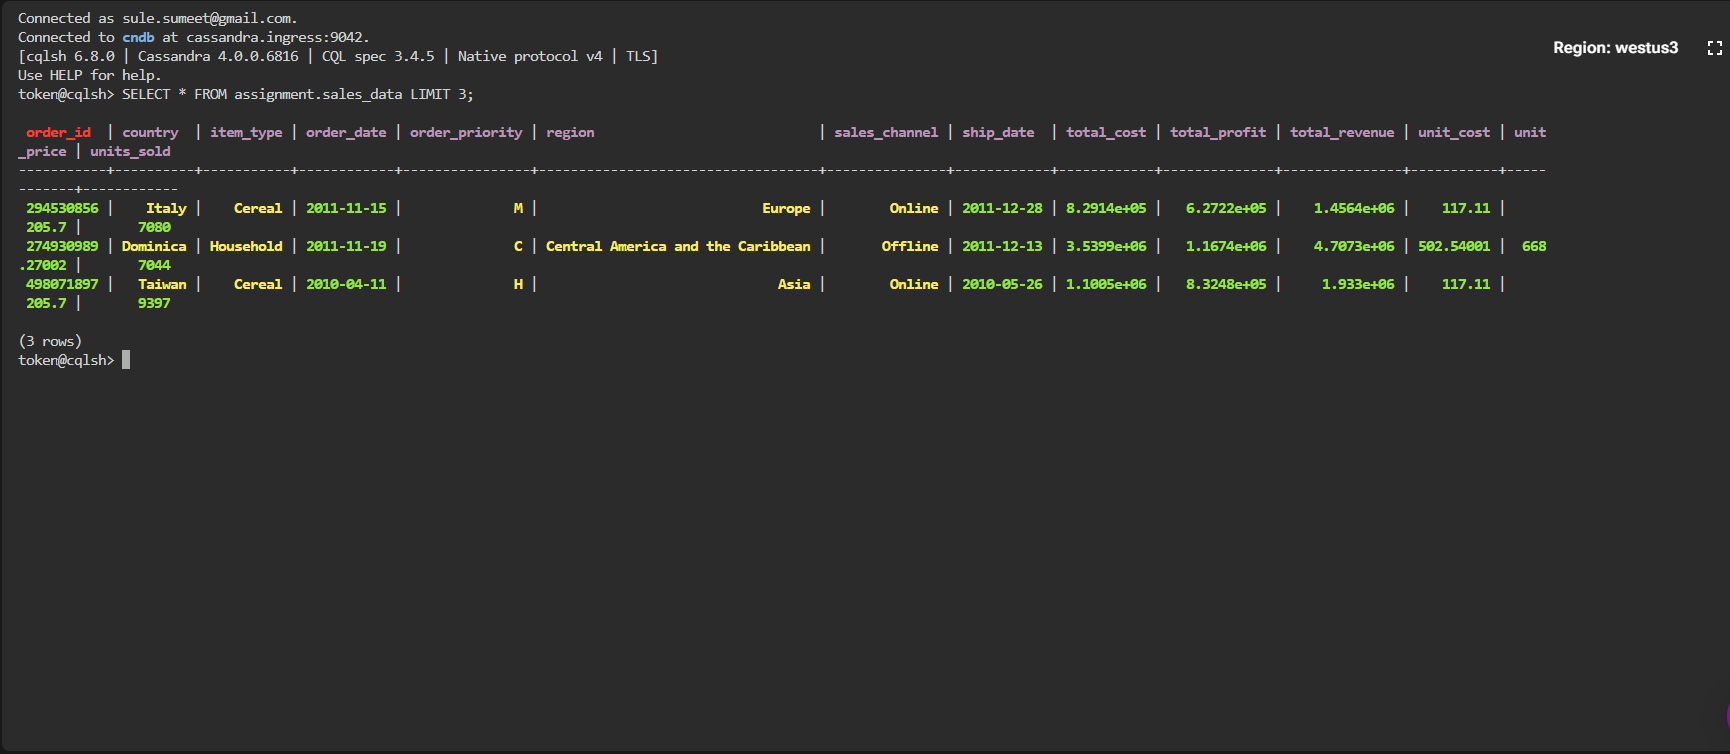 Connected as sule.sumeet@gmail.com.
Connected to cndb at cassandra.ingress:9042.
[cqlsh 6.8.0 | Cassandra 4.0.0.6816 | CQL spec 3.4.5 | Native protocol v4 | TLS]
Region: westus3
Use HELP for help.
token@cqlsh> SELECT * FROM assignment.sales_data LIMIT 3;
order_id | country | item_type | order_date | order_priority | region | sales_channel | ship_date | total_cost | total_profit | total_revenue | unit_cost | unit
_price | units_sold
-----------+----------+-----------+------------+----------------+-----------------------------------+---------------+------------+------------+--------------+---------------+-----------+-----
-------+------------
294530856 | Italy | Cereal | 2011-11-15 | M | Europe | Online | 2011-12-28 | 8.2914e+05 | 6.2722e+05 | 1.4564e+06 | 117.11 |
205.7 | 7080
274930989 | Dominica | Household | 2011-11-19 | C | Central America and the Caribbean | Offline | 2011-12-13 | 3.5399e+06 | 1.1674e+06 | 4.7073e+06 | 502.54001 | 668
.27002 | 7044
498071897 | Taiwan | Cereal | 2010-04-11 | H | Asia | Online | 2010-05-26 | 1.1005e+06 | 8.3248e+05 | 1.933e+06 | 117.11 |
205.7 | 9397
(3 rows)
token@cqlsh>